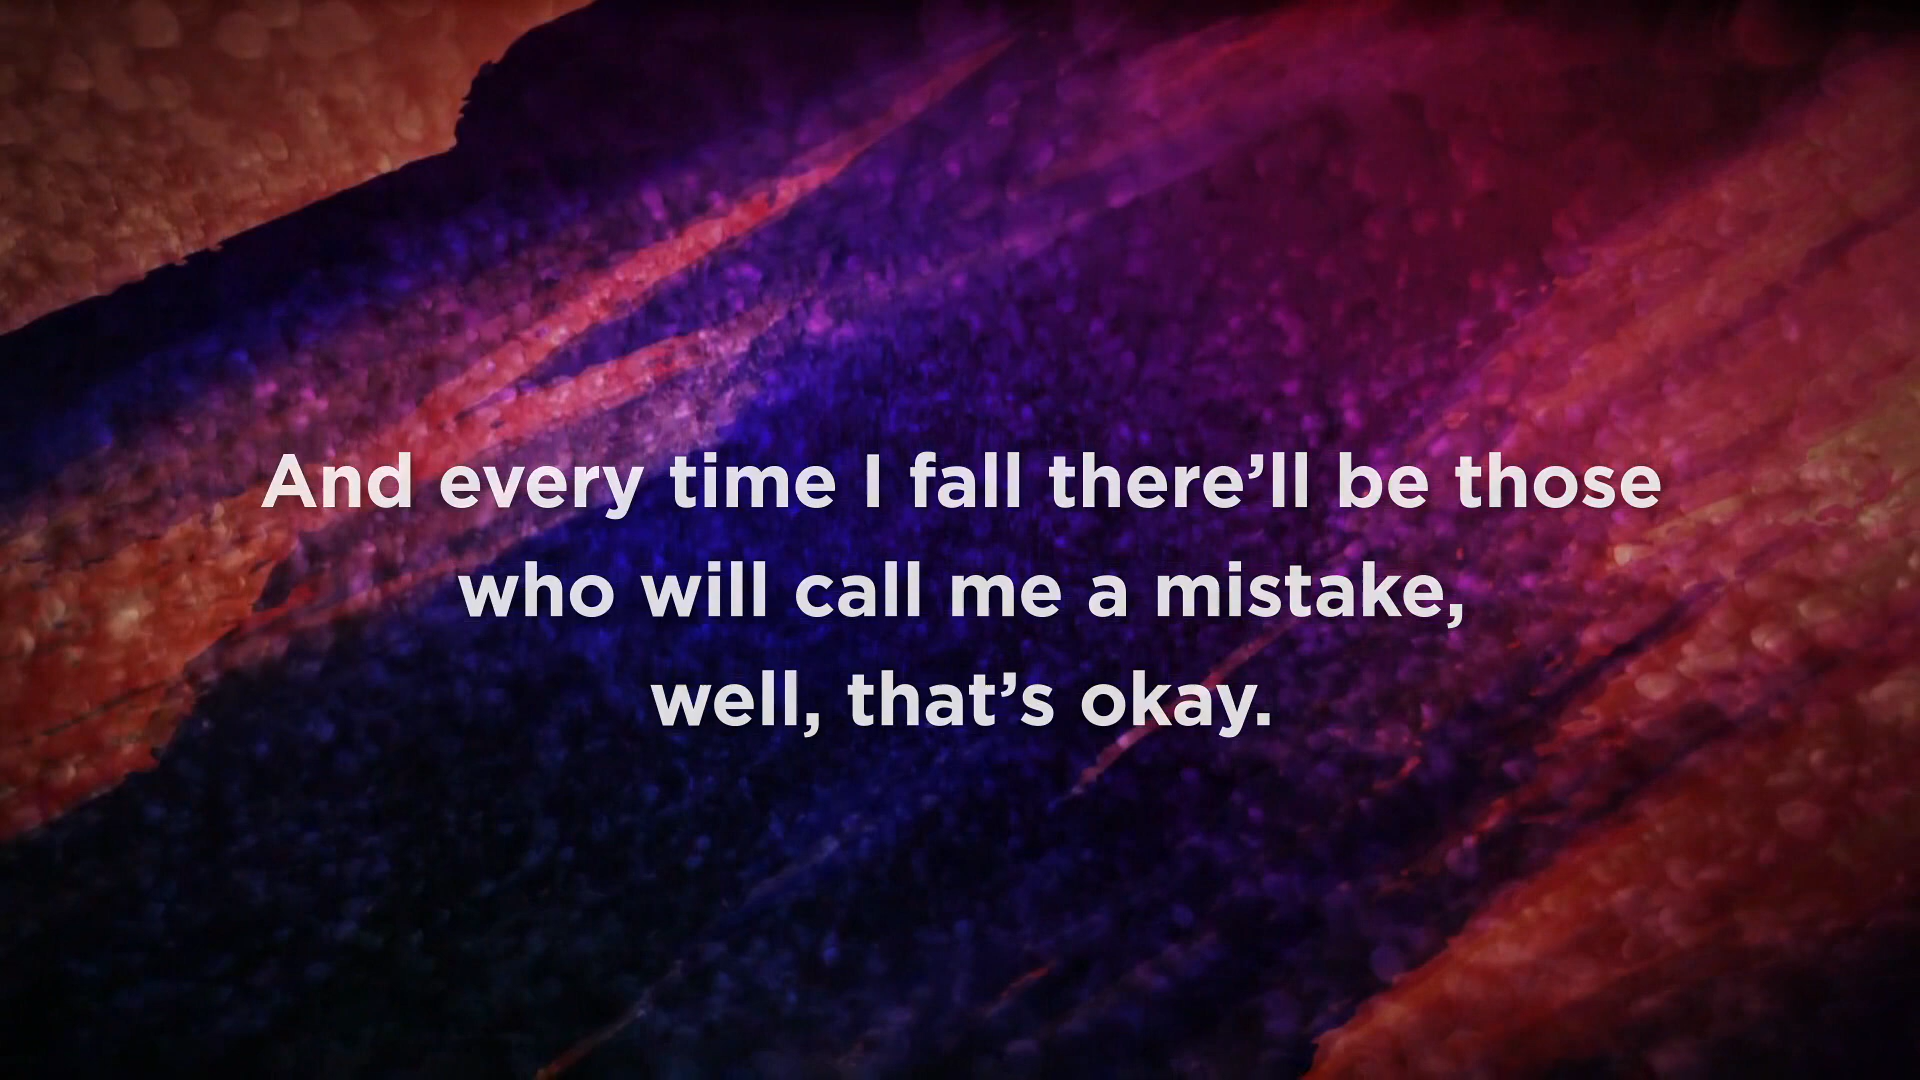 And every time I fall there’ll be those
who will call me a mistake,
well, that’s okay.